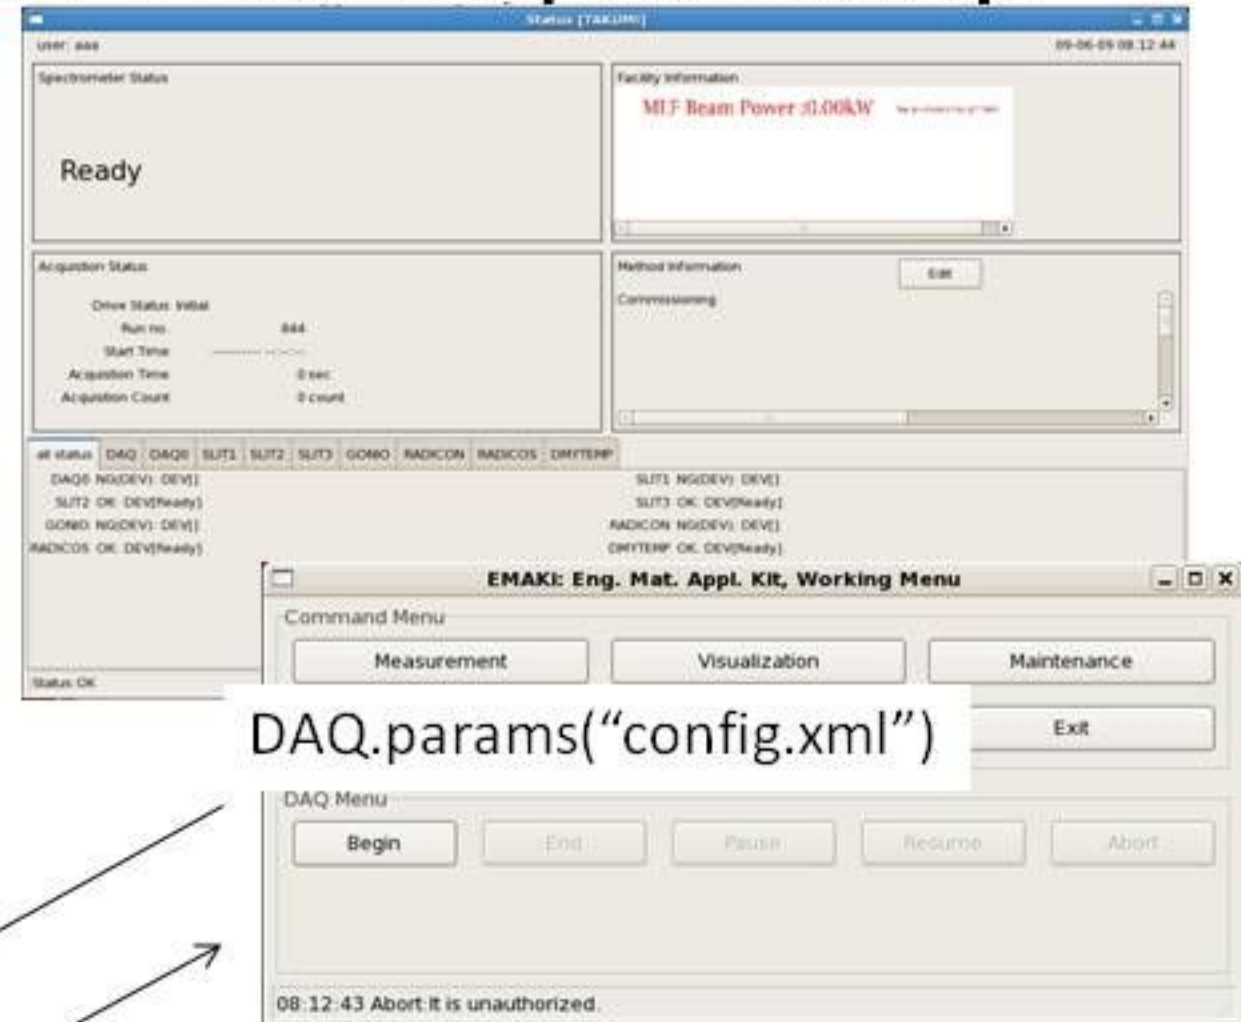 Status [TAKUMI]
user: aaa
09-06-09 08:12:44
Spectrometer Status
Ready
Facility Information
MLF Beam Power :0.00kW
Acquistion Status
Drive Status Initial
Run no. 844
Start Time -------- --:--:--
Acquistion Time 0 sec
Acquistion Count 0 count
Method Information
Edit
Commissioning
all status DAQ DAQ0 SLIT1 SLIT2 SLIT3 GONIO RADICON RADICOS DMYTEMP
DAQ0 NG(DEV): DEV[]
SLIT1 NG(DEV): DEV[]
SLIT2 OK: DEV[Ready]
SLIT3 OK: DEV[Ready]
GONIO NG(DEV): DEV[]
RADICON NG(DEV): DEV[]
RADICOS OK: DEV[Ready]
DMYTEMP OK: DEV[Ready]
Status OK
EMAKI: Eng. Mat. Appl. Kit, Working Menu
Command Menu
Measurement Visualization Maintenance
DAQ.params(“config.xml”)
Exit
DAQ Menu
Begin End Pause Resume Abort
08:12:43 Abort It is unauthorized.